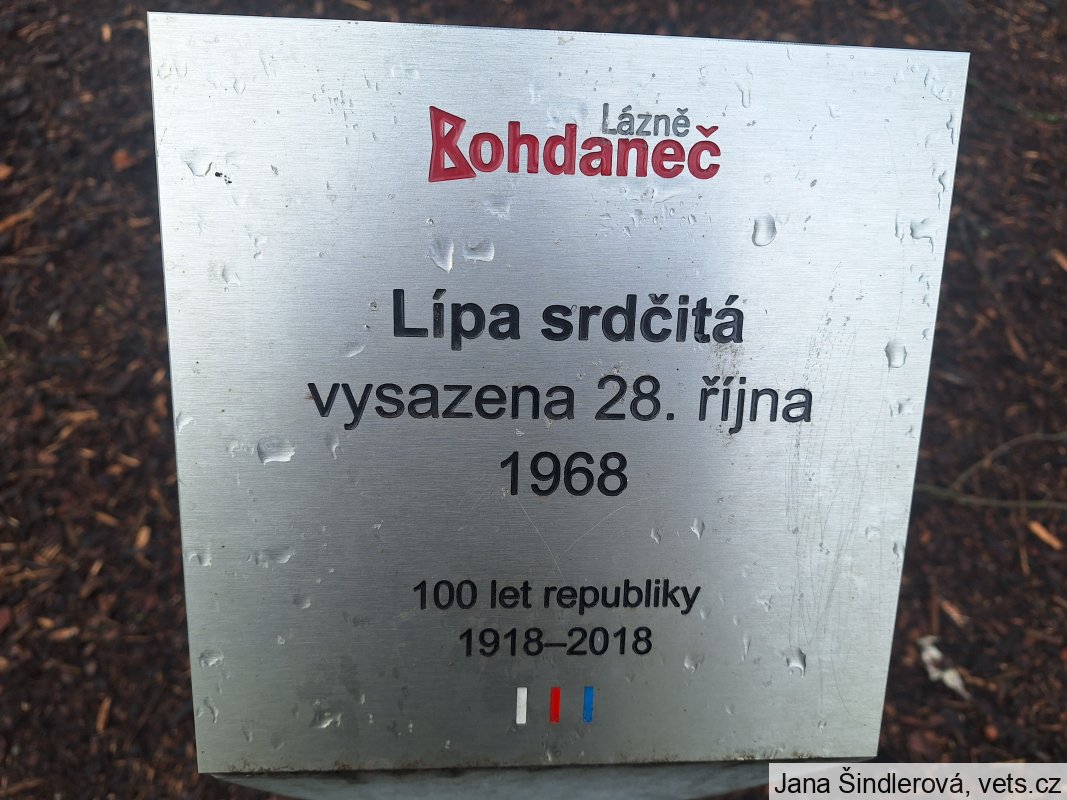 Lázně
Bohdaneč
Lípa srdčitá
vysazena 28. října
1968
100 let republiky
1918–2018
Jana Šindlerová, vets.cz